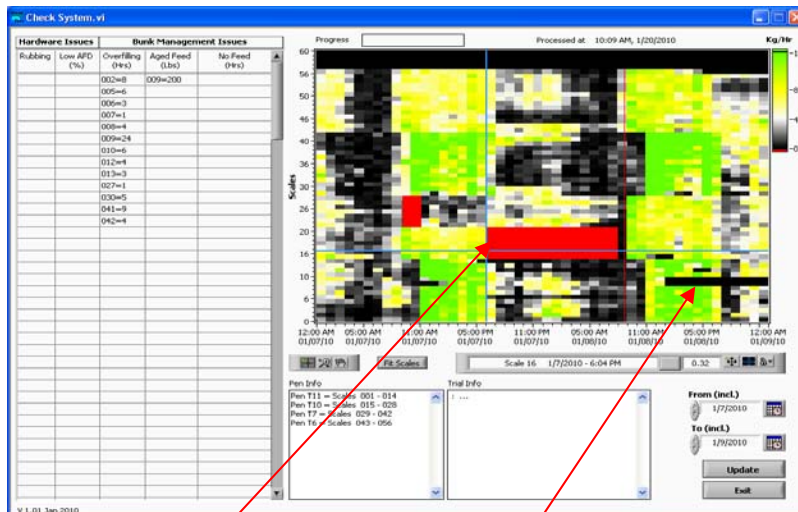 Check System.vi
Hardware Issues Bunk Management Issues
Rubbing Low AFD (%) Overfilling (Hrs) Aged Feed (Lbs) No Feed (Hrs)
002=8 009=200
005=6
006=3
007=1
008=4
009=24
010=6
012=4
013=3
027=1
030=5
041=9
042=4
V 1.01 Jan 2010
Progress Processed at 10:09 AM, 1/20/2010 Kg/Hr
60
56
50
46
42
36
30
26
20
16
10
6
0
Scales
12:00 AM 05:00 AM 11:00 AM 05:00 PM 11:00 PM 05:00 AM 11:00 AM 05:00 PM 12:00 AM
01/07/10 01/07/10 01/07/10 01/07/10 01/07/10 01/08/10 01/08/10 01/08/10 01/09/10
Fit Scales Scale 16 1/7/2010 - 6:04 PM 0.32
Pen Info
Pen T11 = Scales 001 - 014
Pen T10 = Scales 015 - 028
Pen T7 = Scales 029 - 042
Pen T6 = Scales 043 - 056
Trial Info
: ...
From (incl.)
1/7/2010
To (incl.)
1/9/2010
Update
Exit